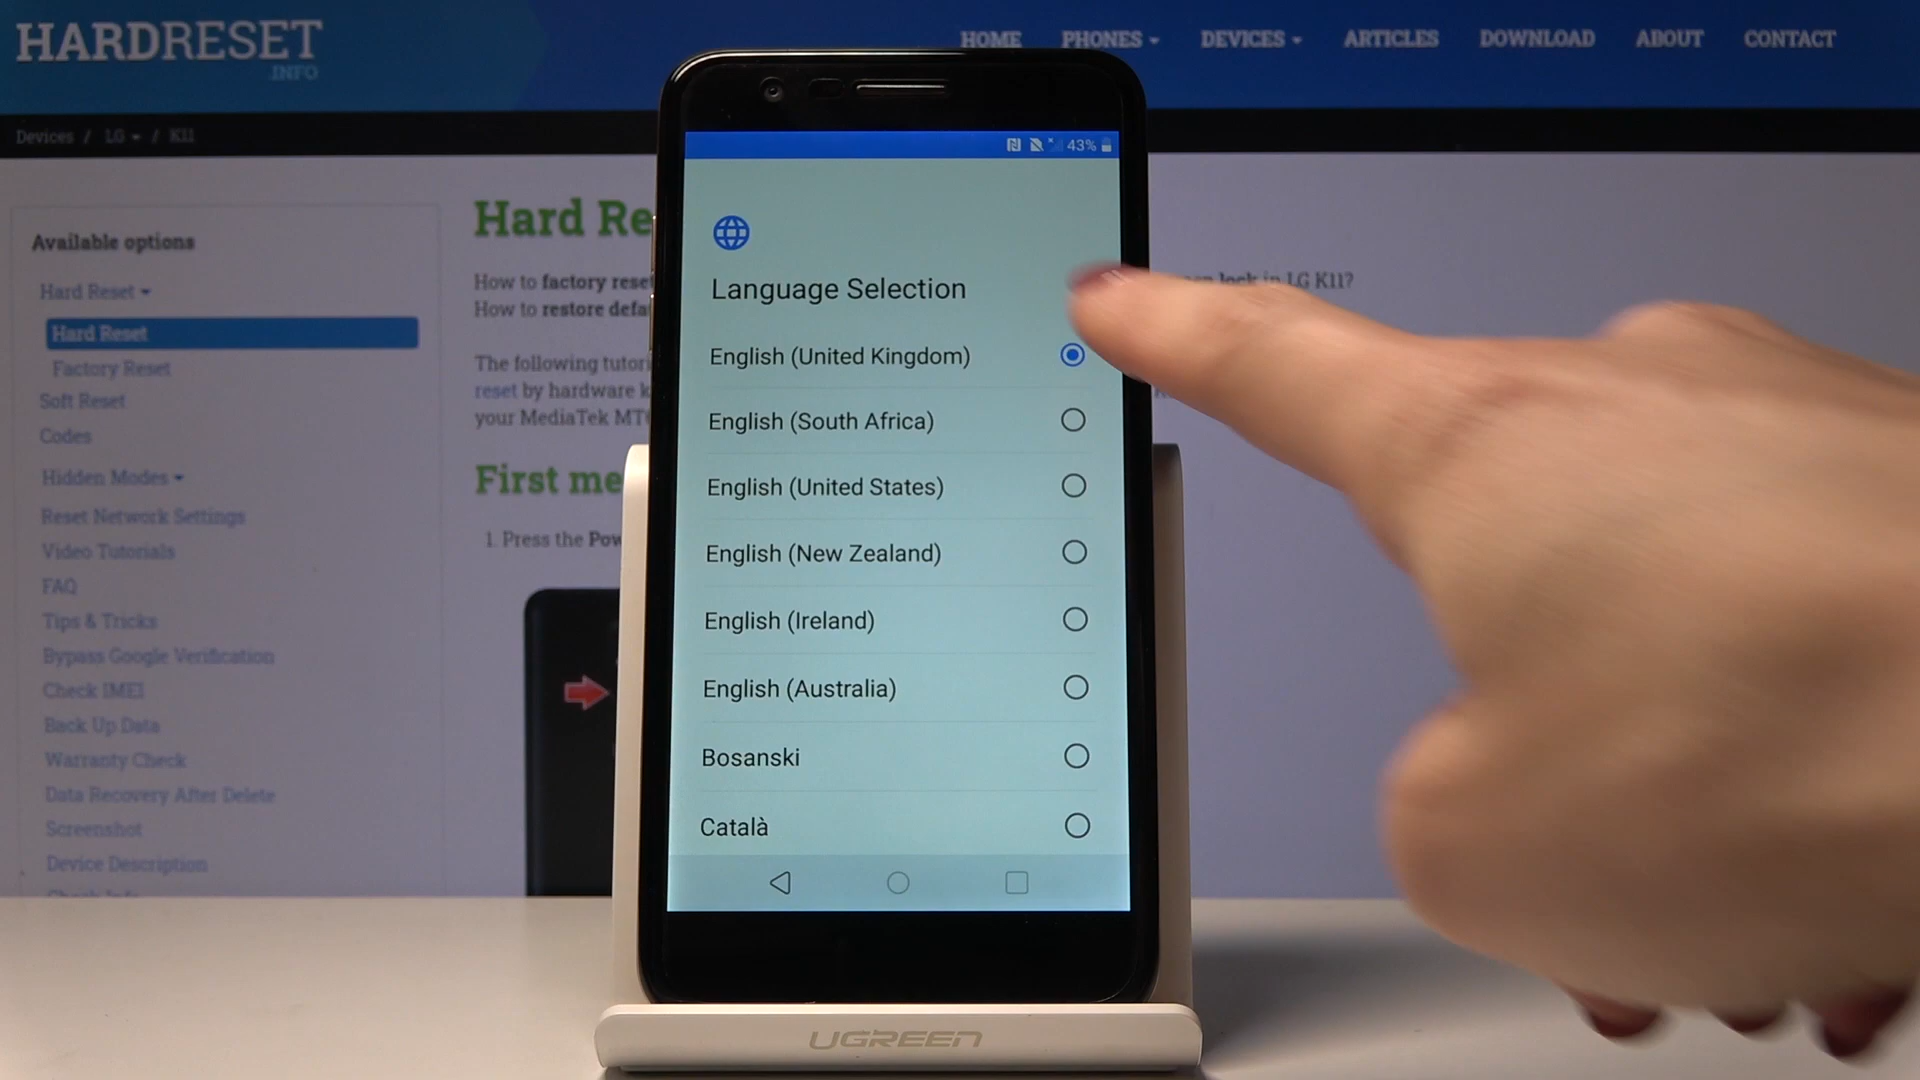 HARDRESET
.INFO
HOME PHONES DEVICES ARTICLES DOWNLOAD ABOUT CONTACT
Devices / LG / K11
Available options
Hard Reset
Hard Reset
Factory Reset
Soft Reset
Codes
Hidden Modes
Reset Network Settings
Video Tutorials
FAQ
Tips & Tricks
Bypass Google Verification
Check IMEI
Back Up Data
Warranty Check
Data Recovery After Delete
Screenshot
Device Description
Hard Re
How to factory reset
lock in LG K11?
How to restore defa
The following tutori
reset by hardware k
your MediaTek MT6
First me
1. Press the Pow
43%
Language Selection
English (United Kingdom)
English (South Africa)
English (United States)
English (New Zealand)
English (Ireland)
English (Australia)
Bosanski
Català
UGREEN